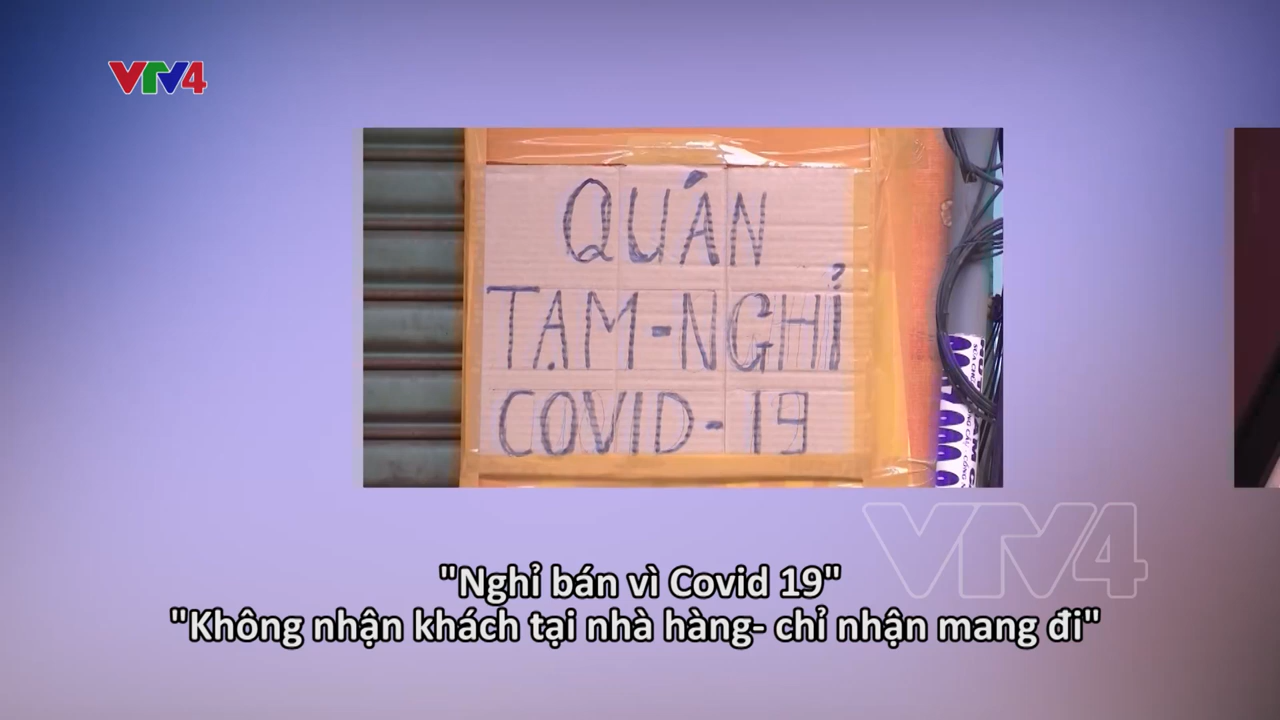 VTV4
QUÁN
TẠM-NGHỈ
COVID-19
VTV4
"Nghỉ bán vì Covid 19"
"Không nhận khách tại nhà hàng- chỉ nhận mang đi"